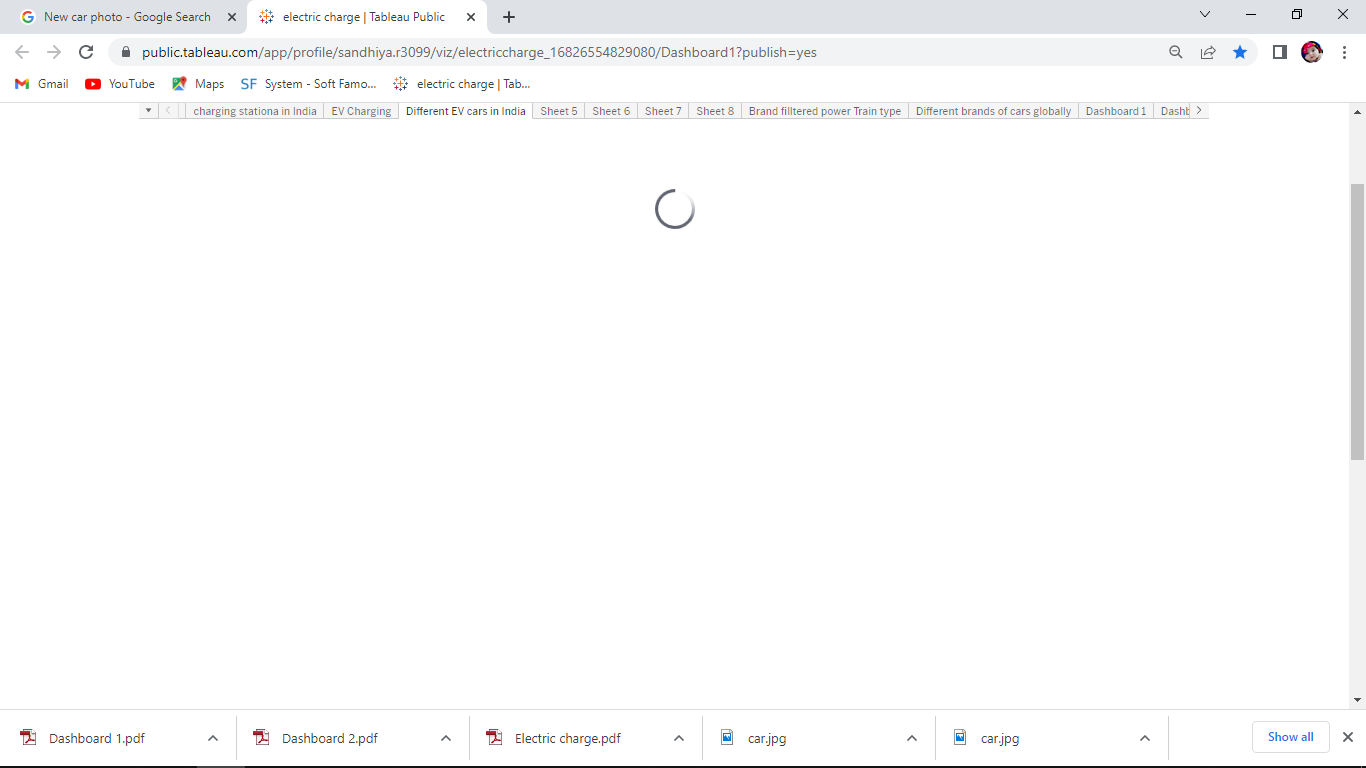 New car photo - Google Search
electric charge | Tableau Public
public.tableau.com/app/profile/sandhiya.r3099/viz/electriccharge_16826554829080/Dashboard1?publish=yes
Gmail YouTube Maps SF System - Soft Famo... electric charge | Tab...
charging stationa in India EV Charging Different EV cars in India Sheet 5 Sheet 6 Sheet 7 Sheet 8 Brand filltered power Train type Different brands of cars globally Dashboard 1 Dashb
Dashboard 1.pdf Dashboard 2.pdf Electric charge.pdf car.jpg car.jpg Show all